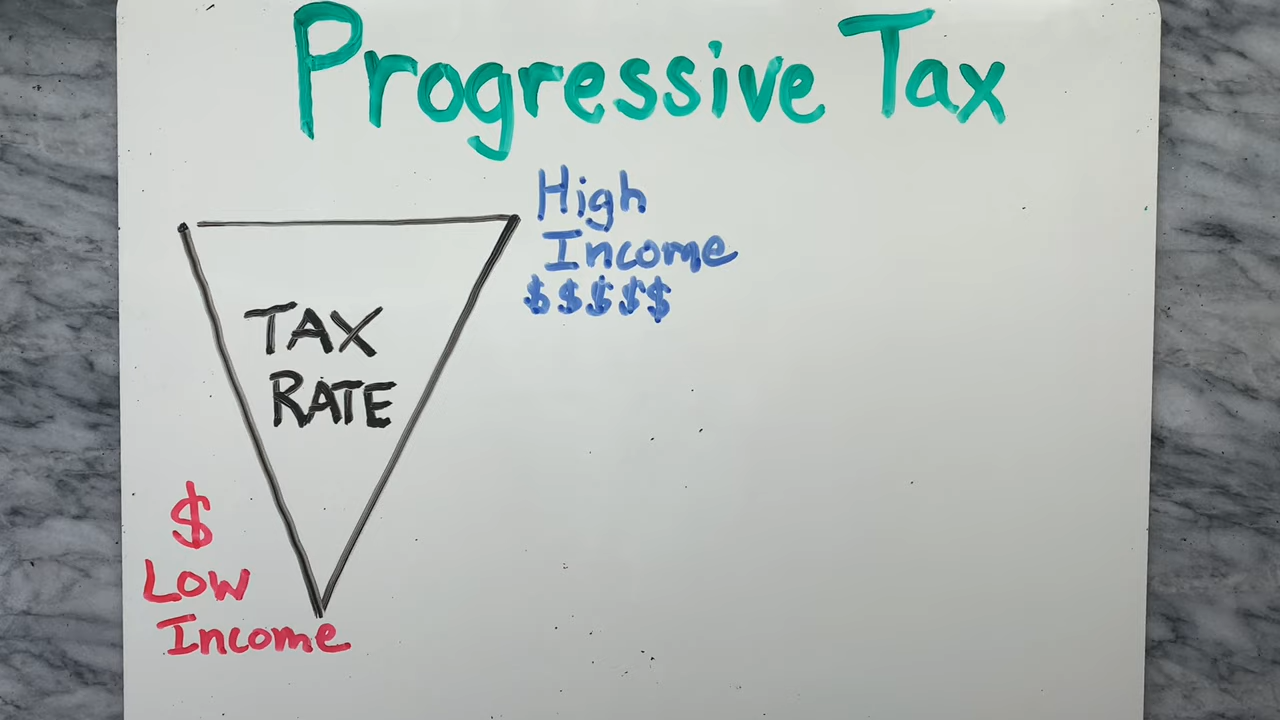 Progressive Tax
High
Income
$$$$$
TAX
RATE
$
Low
Income